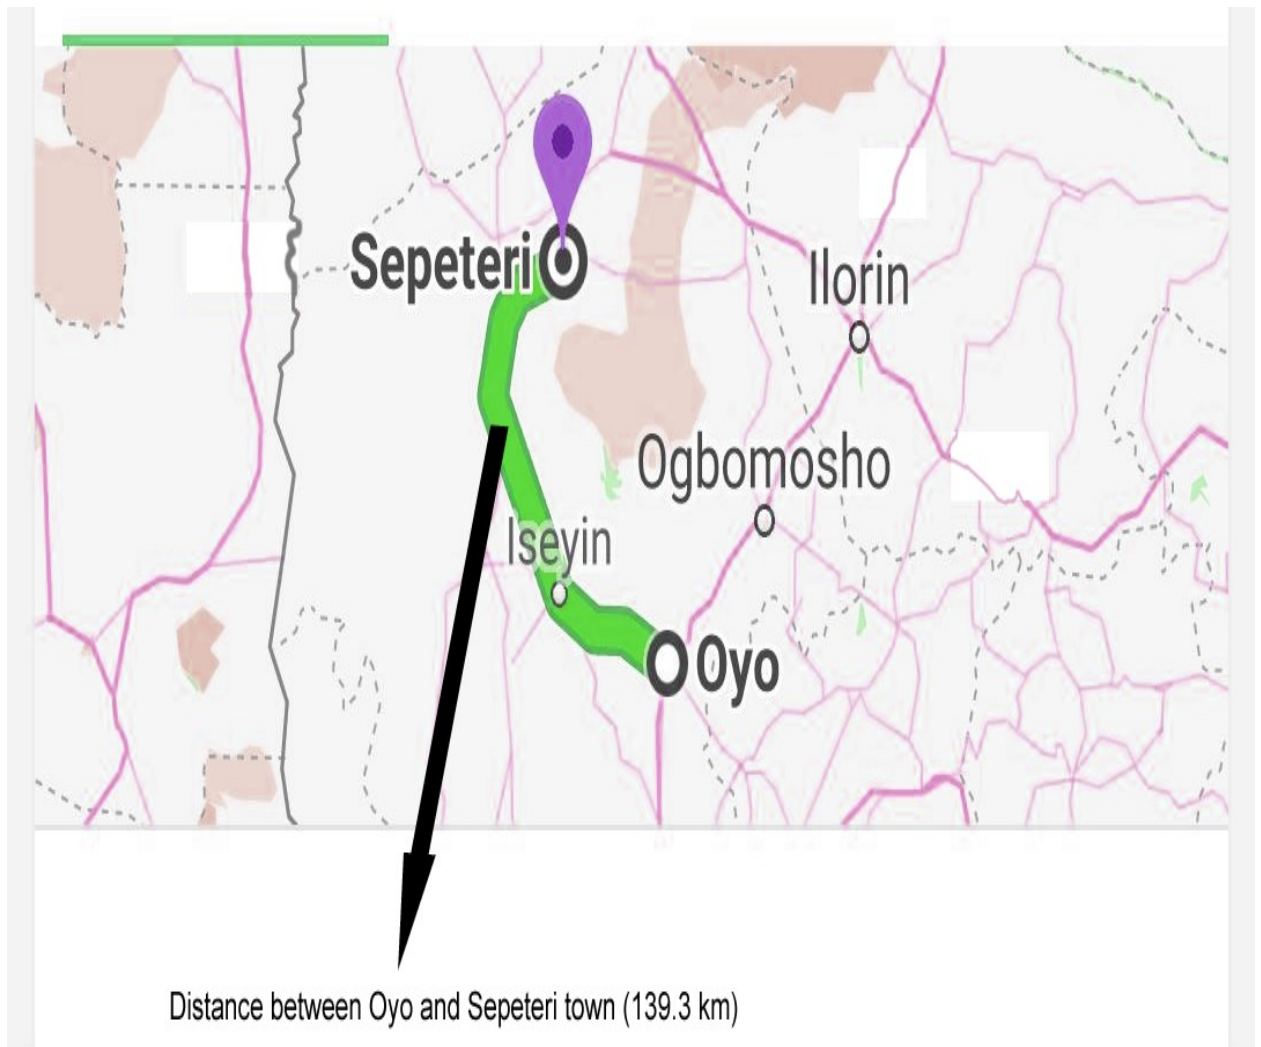 Sepeteri
Ilorin
Ogbomosho
Iseyin
Oyo
Distance between Oyo and Sepeteri town (139.3 km)